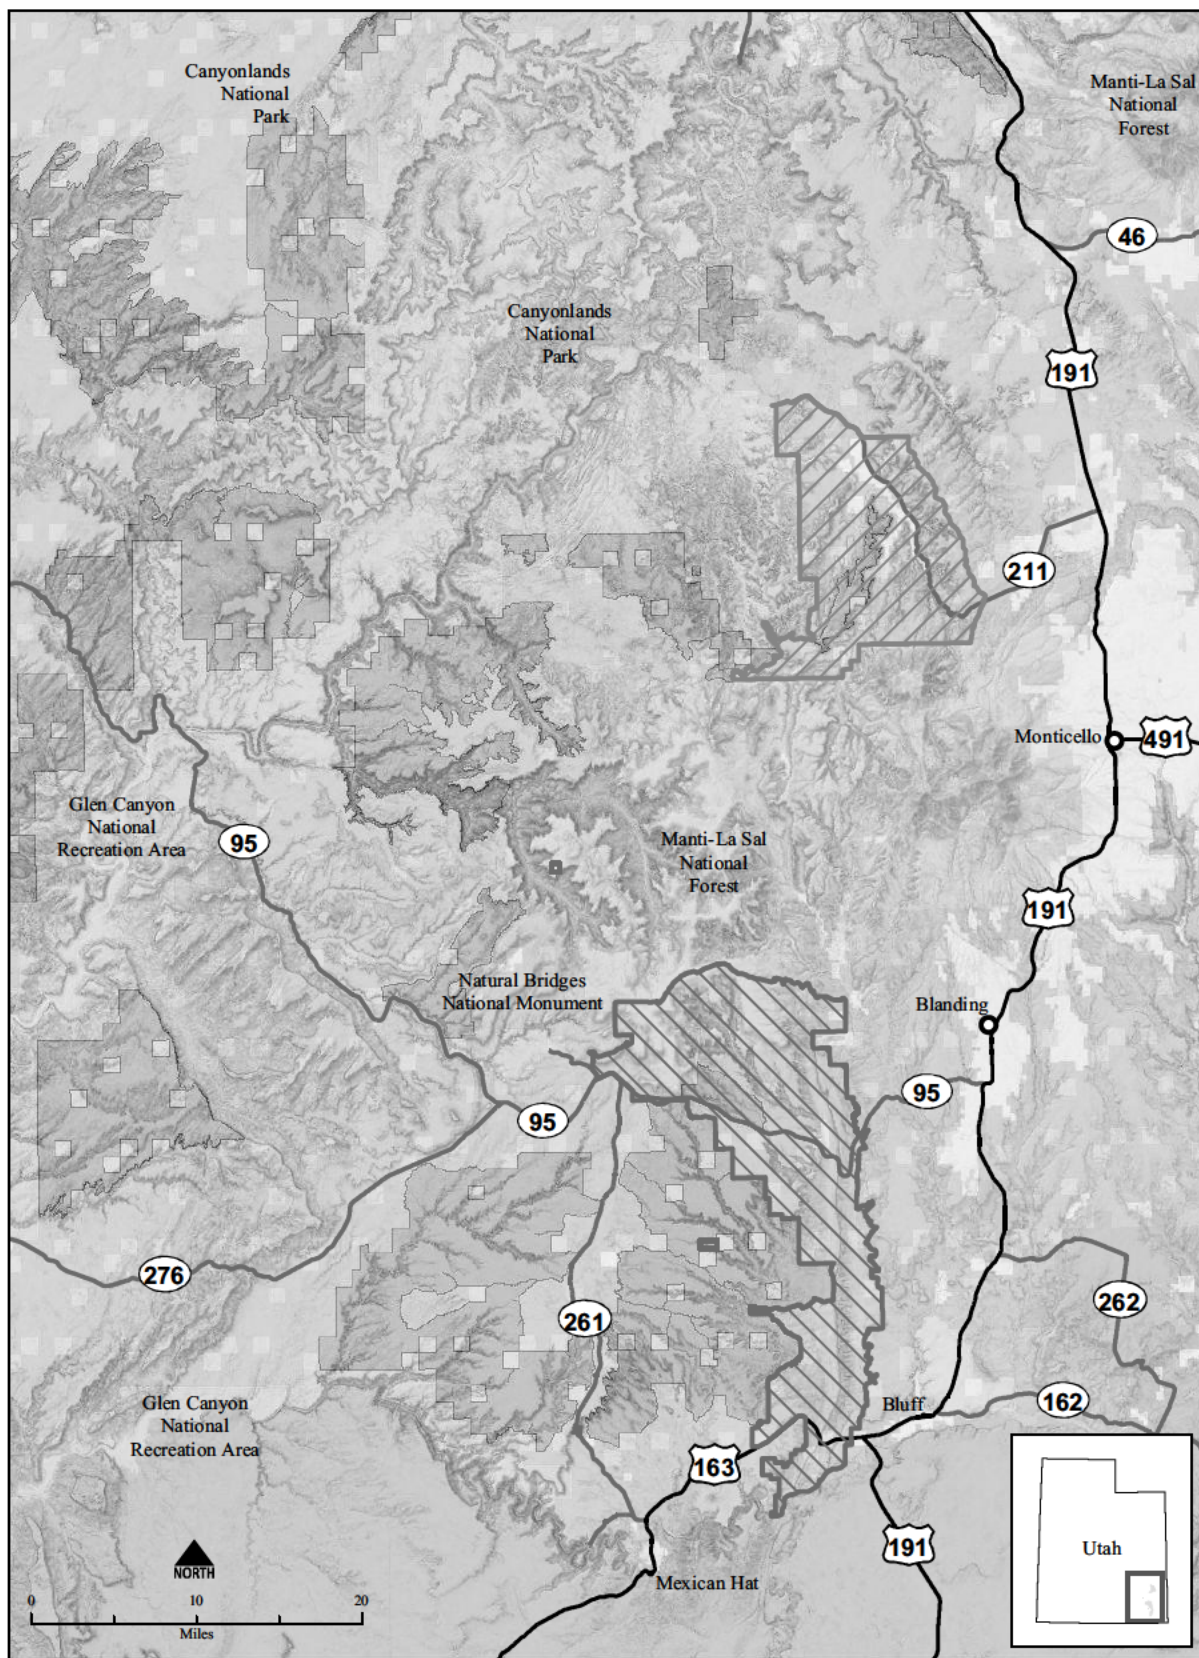 Canyonlands
National
Park
Manti-La Sal
National
Forest
46
Canyonlands
National
Park
191
211
Monticello
491
Glen Canyon
National
Recreation Area
95
Manti-La Sal
National
Forest
191
Natural Bridges
National Monument
Blanding
95
95
276
261
262
Glen Canyon
National
Recreation Area
Bluff
162
163
191
Utah
NORTH
Mexican Hat
0 10 20
Miles